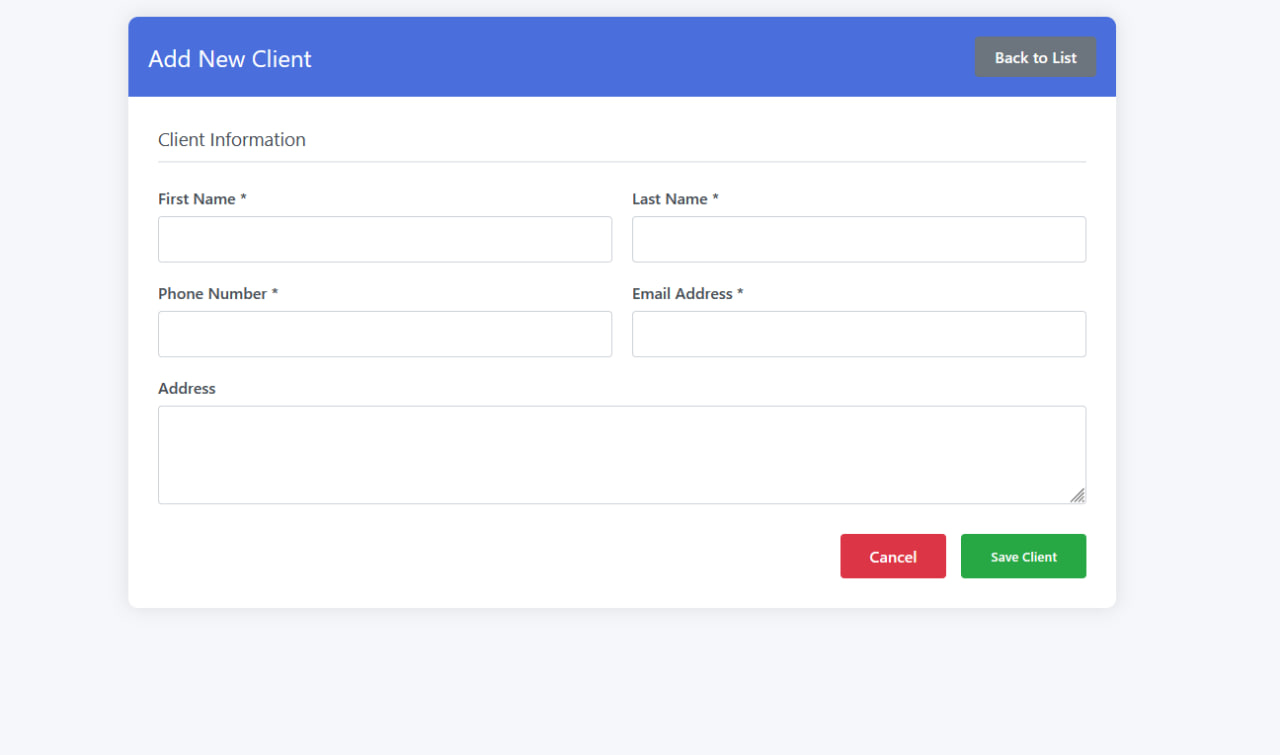 Add New Client
Back to List
Client Information
First Name *
Last Name *
Phone Number *
Email Address *
Address
Cancel
Save Client